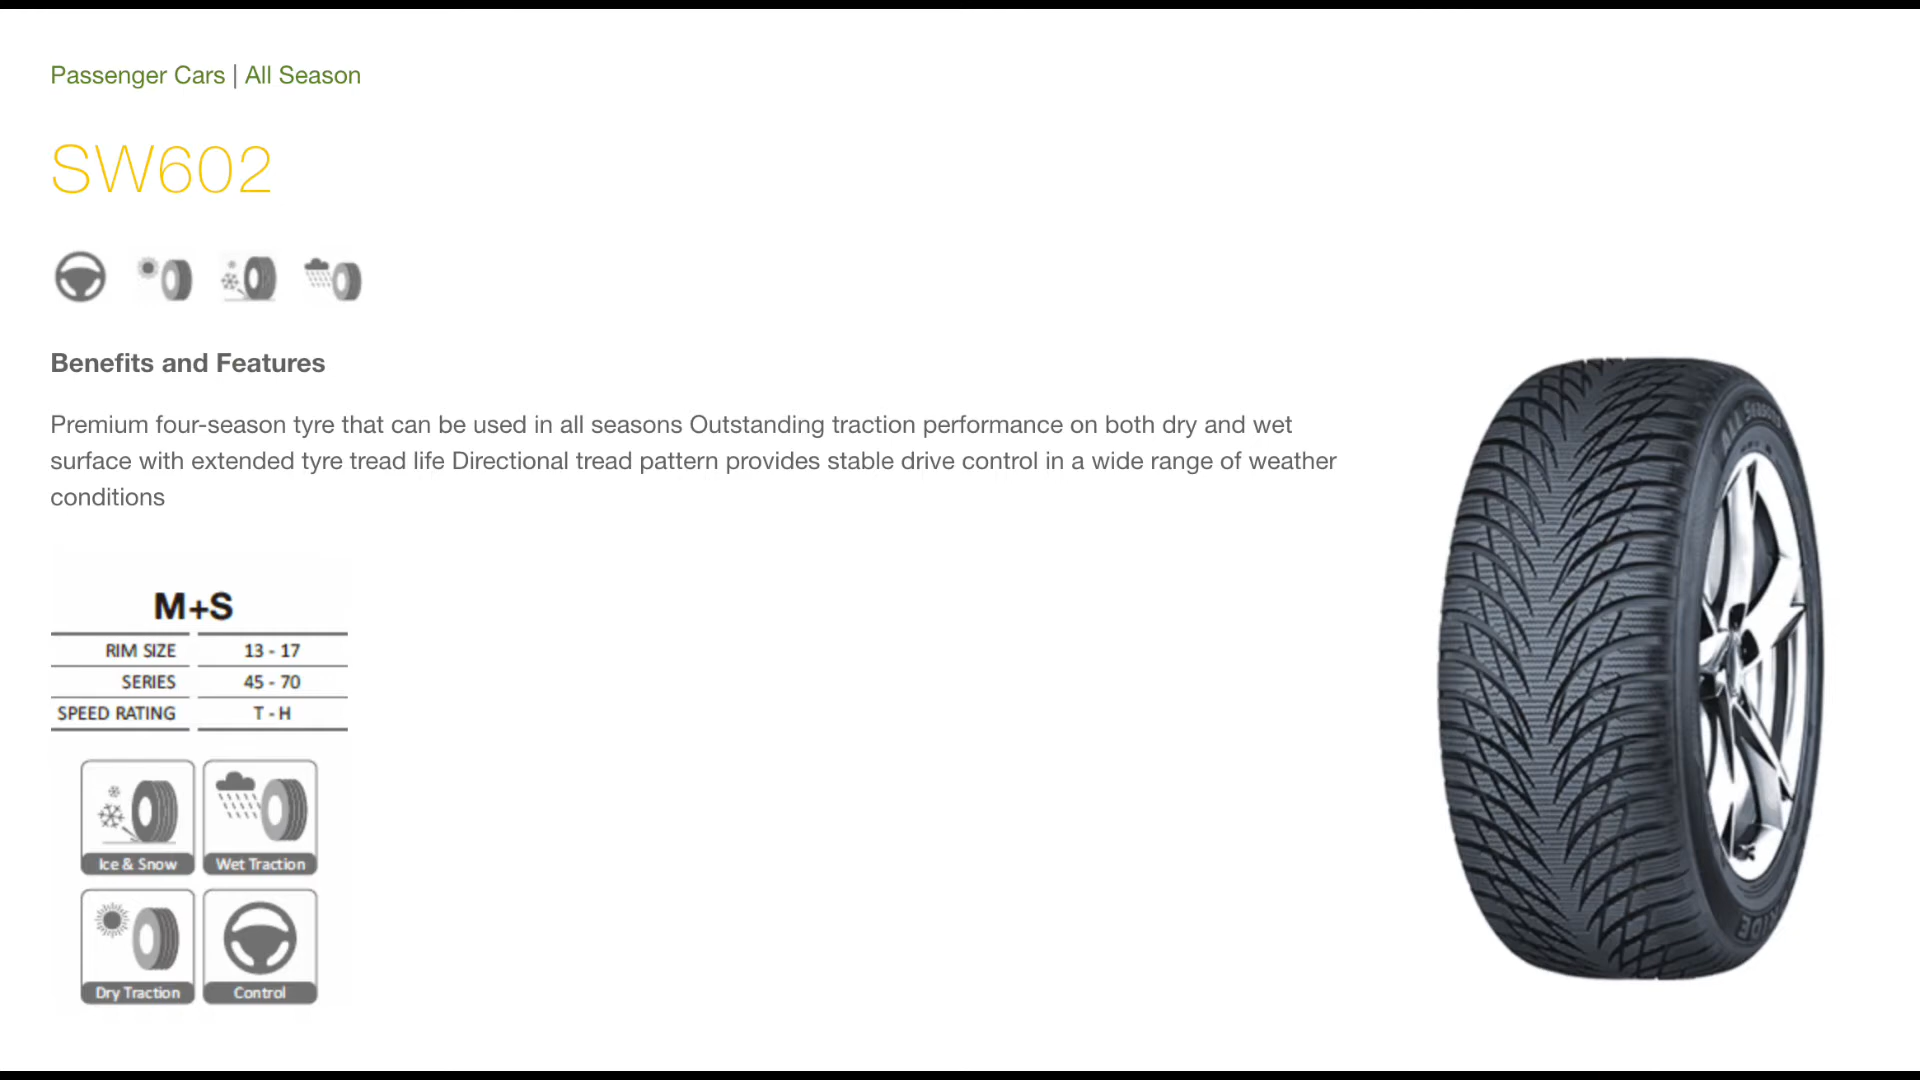 Passenger Cars | All Season
SW602
Benefits and Features
Premium four-season tyre that can be used in all seasons Outstanding traction performance on both dry and wet
surface with extended tyre tread life Directional tread pattern provides stable drive control in a wide range of weather
conditions
M+S
RIM SIZE 13 - 17
SERIES 45 - 70
SPEED RATING T - H
Ice & Snow Wet Traction
Dry Traction Control
ALL Seasons